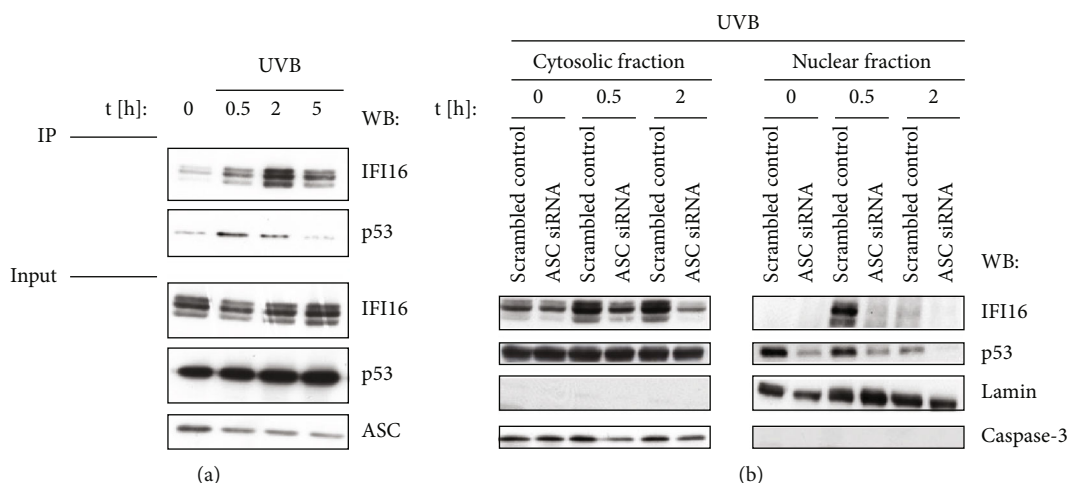 UVB
t [h]: 0 0.5 2 5 WB:
IP
IFI16
p53
Input
IFI16
p53
ASC
(a)
UVB
Cytosolic fraction Nuclear fraction
t [h]: 0 0.5 2 0 0.5 2
Scrambled control
ASC siRNA
Scrambled control
ASC siRNA
Scrambled control
ASC siRNA
Scrambled control
ASC siRNA
Scrambled control
ASC siRNA
Scrambled control
ASC siRNA
WB:
IFI16
p53
Lamin
Caspase-3
(b)